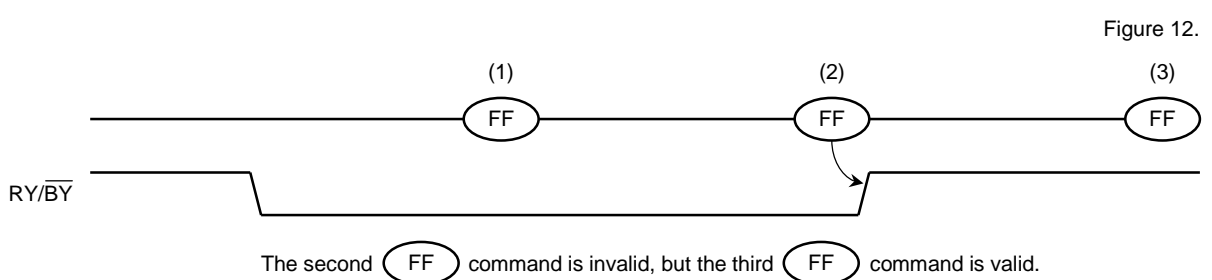 Figure 12.
(1) (2) (3)
FF FF FF
RY/B̅Y̅
The second FF command is invalid, but the third FF command is valid.